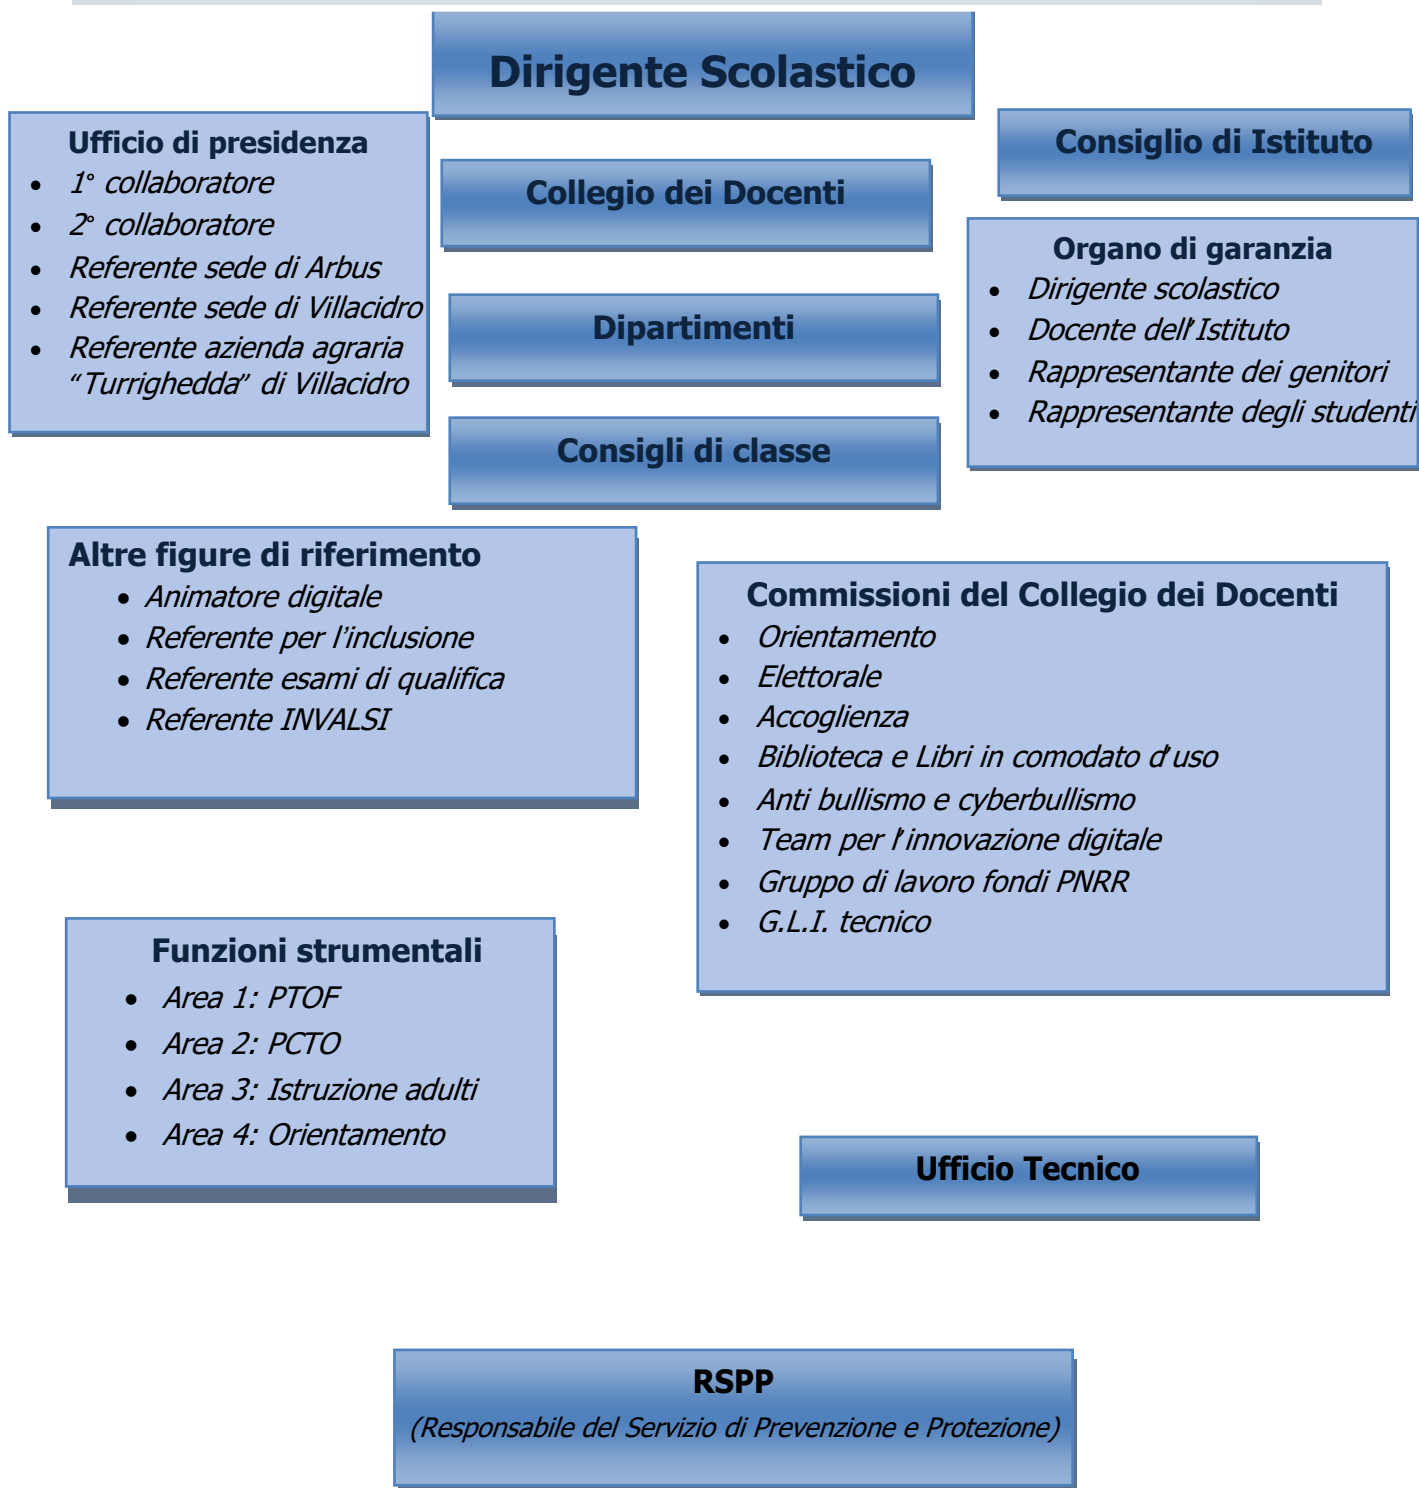 Dirigente Scolastico
Ufficio di presidenza
• 1° collaboratore
• 2° collaboratore
• Referente sede di Arbus
• Referente sede di Villacidro
• Referente azienda agraria
“Turrighedda” di Villacidro
Collegio dei Docenti
Dipartimenti
Consigli di classe
Consiglio di Istituto
Organo di garanzia
• Dirigente scolastico
• Docente dell’Istituto
• Rappresentante dei genitori
• Rappresentante degli studenti
Altre figure di riferimento
• Animatore digitale
• Referente per l’inclusione
• Referente esami di qualifica
• Referente INVALSI
Commissioni del Collegio dei Docenti
• Orientamento
• Elettorale
• Accoglienza
• Biblioteca e Libri in comodato d’uso
• Anti bullismo e cyberbullismo
• Team per l’innovazione digitale
• Gruppo di lavoro fondi PNRR
• G.L.I. tecnico
Funzioni strumentali
• Area 1: PTOF
• Area 2: PCTO
• Area 3: Istruzione adulti
• Area 4: Orientamento
Ufficio Tecnico
RSPP
(Responsabile del Servizio di Prevenzione e Protezione)